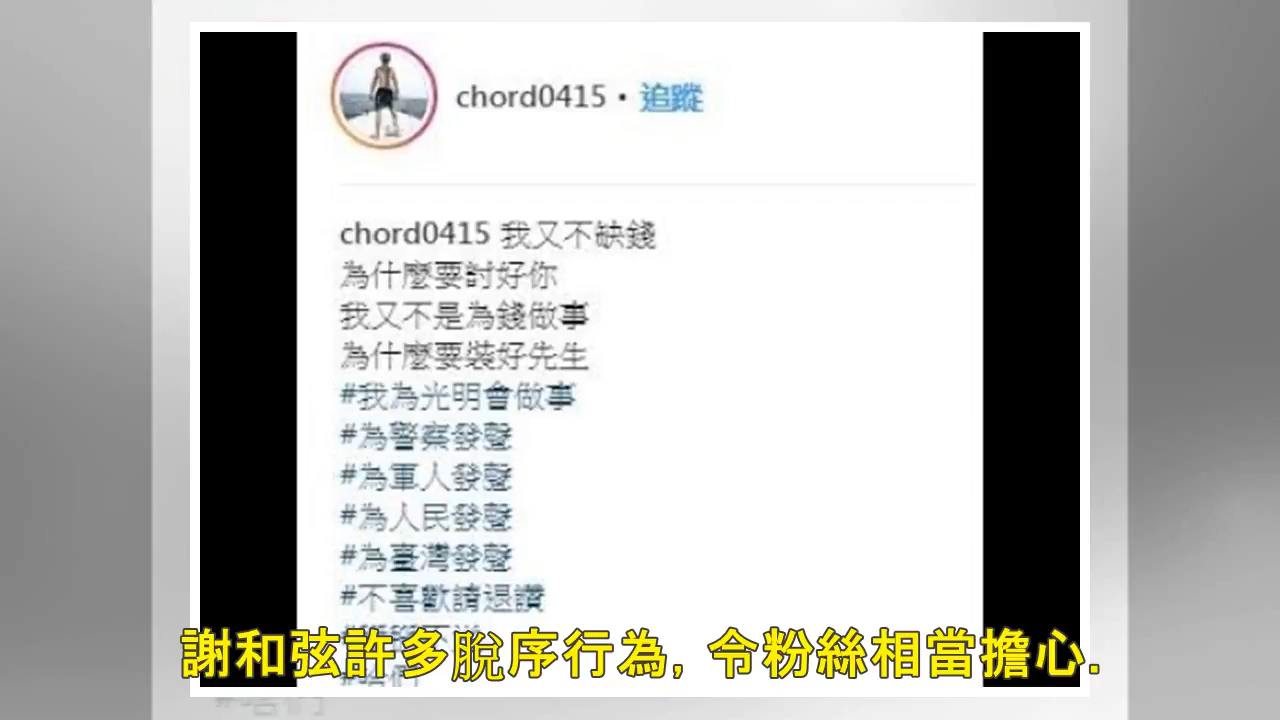 chord0415 • 追蹤
chord0415 我又不缺錢
為什麼要討好你
我又不是為錢做事
為什麼要裝好先生
#我為光明會做事
#為警察發聲
#為軍人發聲
#為人民發聲
#為臺灣發聲
#不喜歡請退讚
謝和弦許多脫序行為, 令粉絲相當擔心.